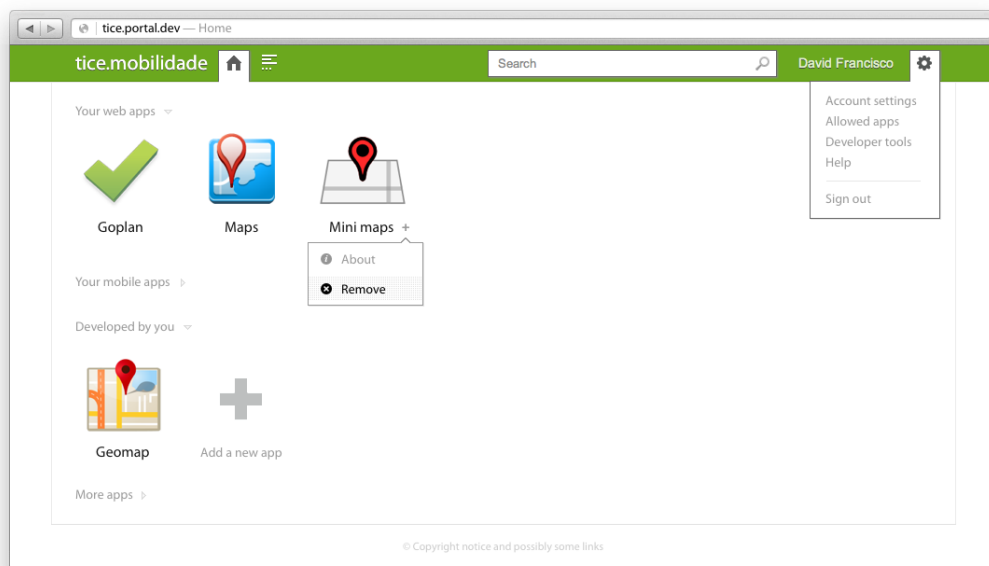 tice.portal.dev — Home
tice.mobilidade
Search
David Francisco
Account settings
Allowed apps
Developer tools
Help
Sign out
Your web apps
Goplan
Maps
Mini maps +
About
Remove
Your mobile apps
Developed by you
Geomap
Add a new app
More apps
© Copyright notice and possibly some links